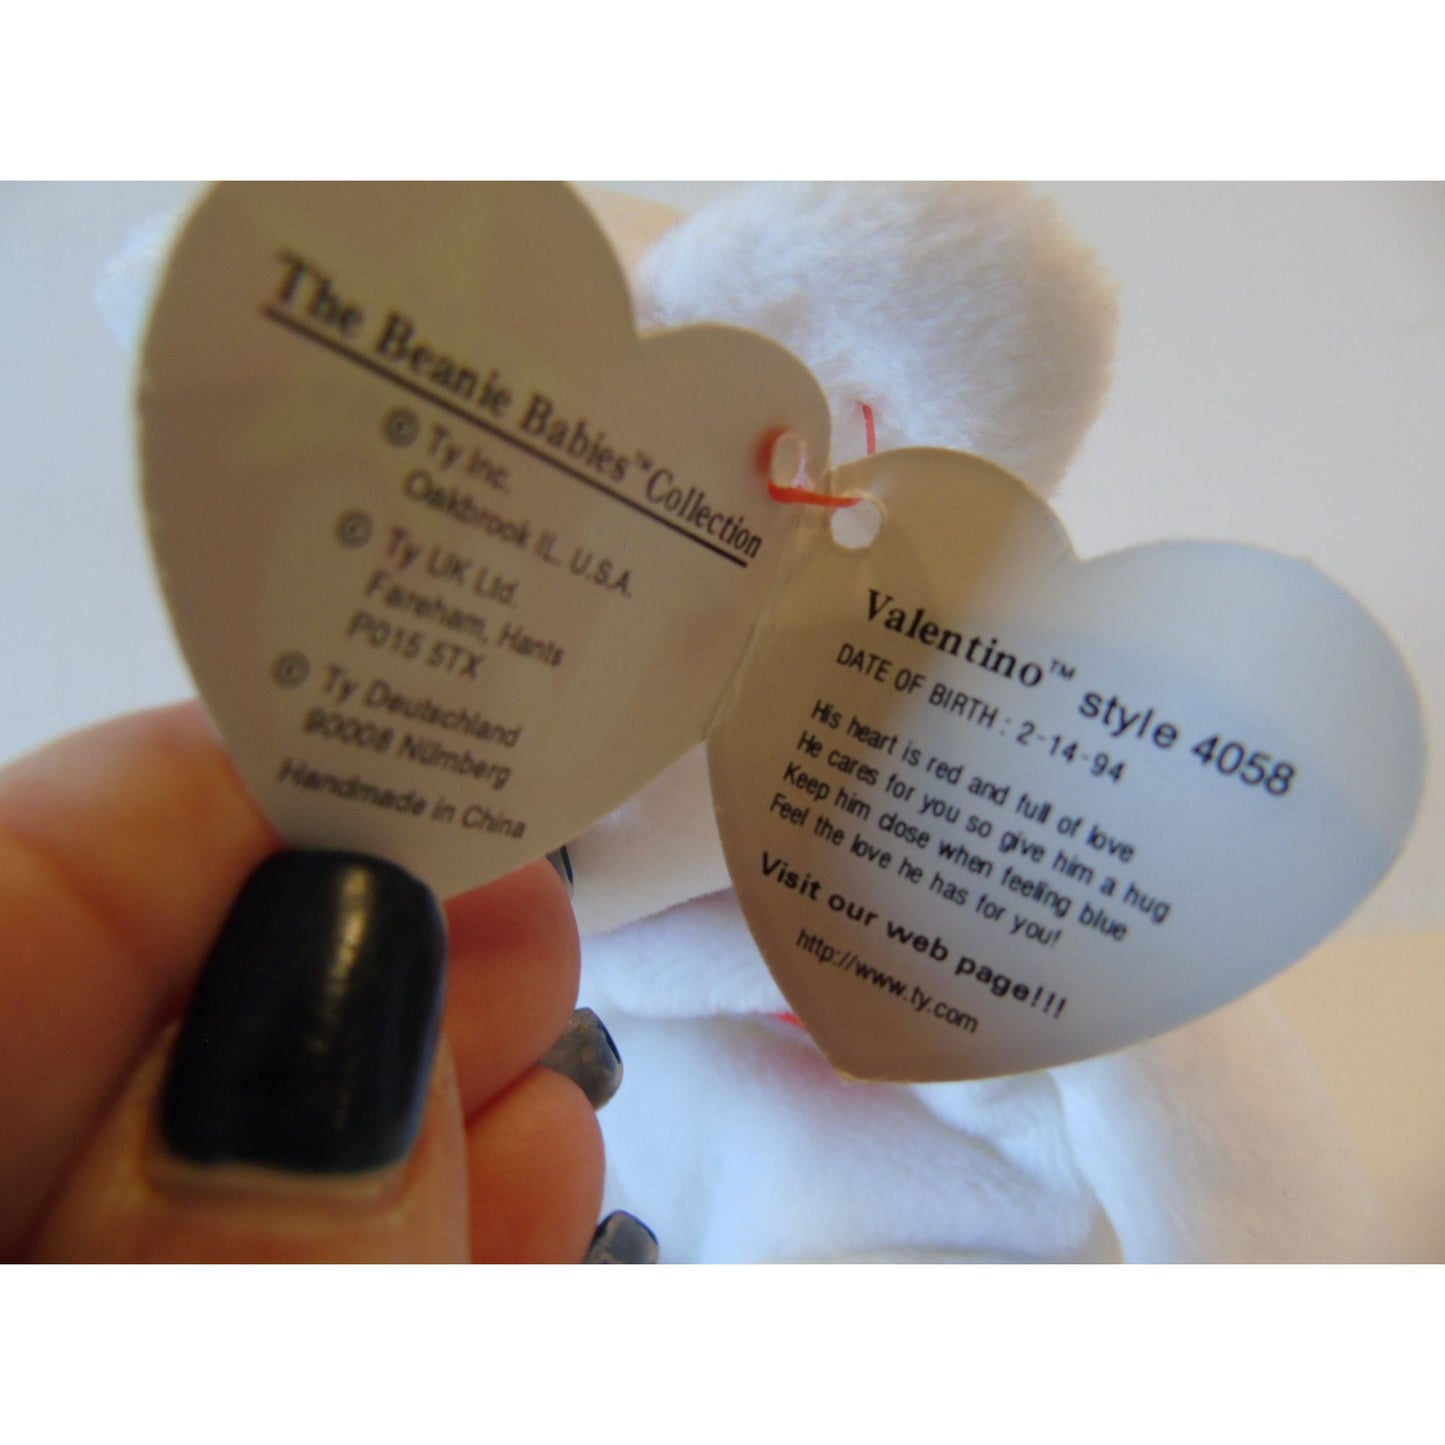 The Beanie Babies™ Collection
© Ty Inc.
Oakbrook IL. U.S.A.
© Ty UK Ltd.
Fareham, Hants
P015 5TX
© Ty Deutschland
90008 Nürnberg
Handmade in China
Valentino™ style 4058
DATE OF BIRTH : 2-14-94
His heart is red and full of love
He cares for you so give him a hug
Keep him close when feeling blue
Feel the love he has for you!
Visit our web page!!!
http://www.ty.com